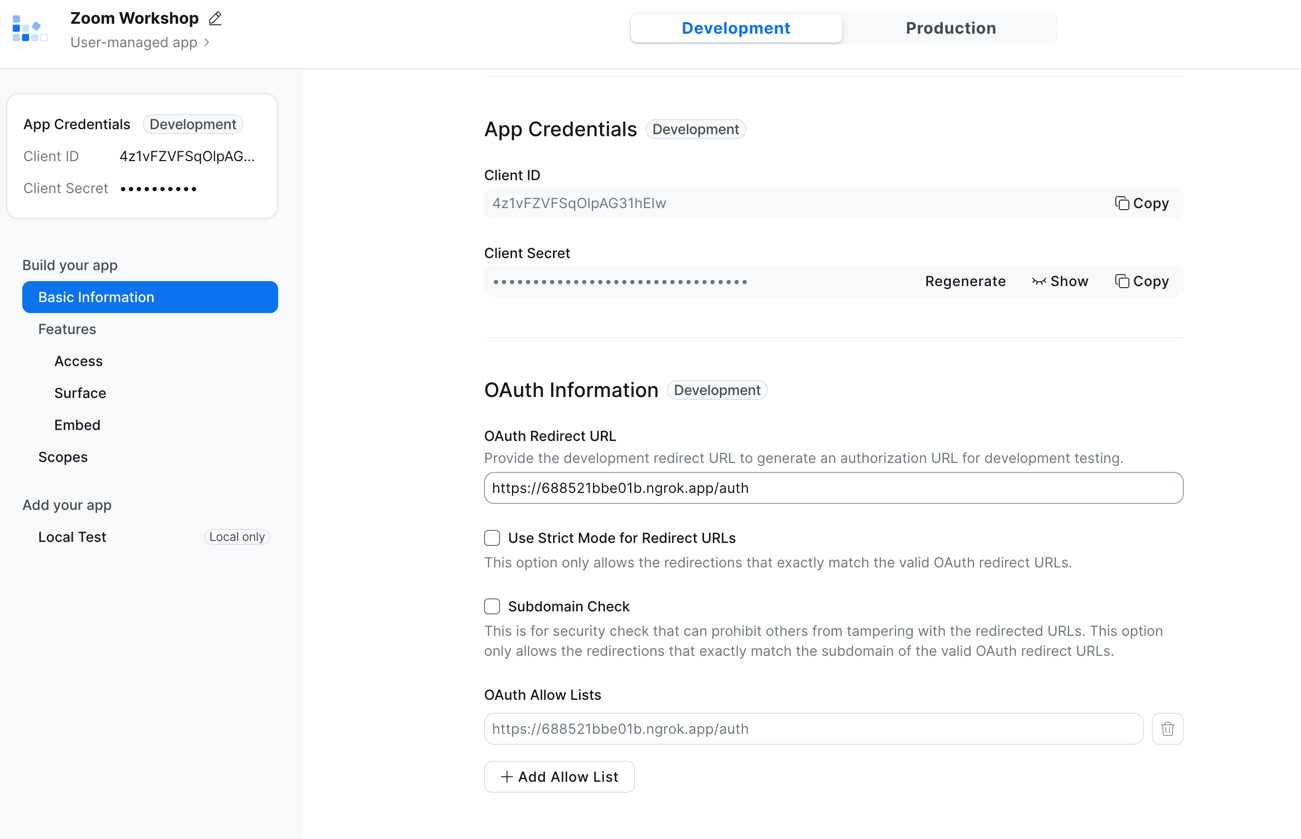 Zoom Workshop
User-managed app
Development
Production
App Credentials Development
Client ID 4z1vFZVFSqOlpAG...
Client Secret ••••••••••
Build your app
Basic Information
Features
Access
Surface
Embed
Scopes
Add your app
Local Test Local only
App Credentials Development
Client ID
4z1vFZVFSqOlpAG31hEIw Copy
Client Secret
•••••••••••••••••••••••••••••••• Regenerate Show Copy
OAuth Information Development
OAuth Redirect URL
Provide the development redirect URL to generate an authorization URL for development testing.
https://688521bbe01b.ngrok.app/auth
Use Strict Mode for Redirect URLs
This option only allows the redirections that exactly match the valid OAuth redirect URLs.
Subdomain Check
This is for security check that can prohibit others from tampering with the redirected URLs. This option
only allows the redirections that exactly match the subdomain of the valid OAuth redirect URLs.
OAuth Allow Lists
https://688521bbe01b.ngrok.app/auth
Add Allow List